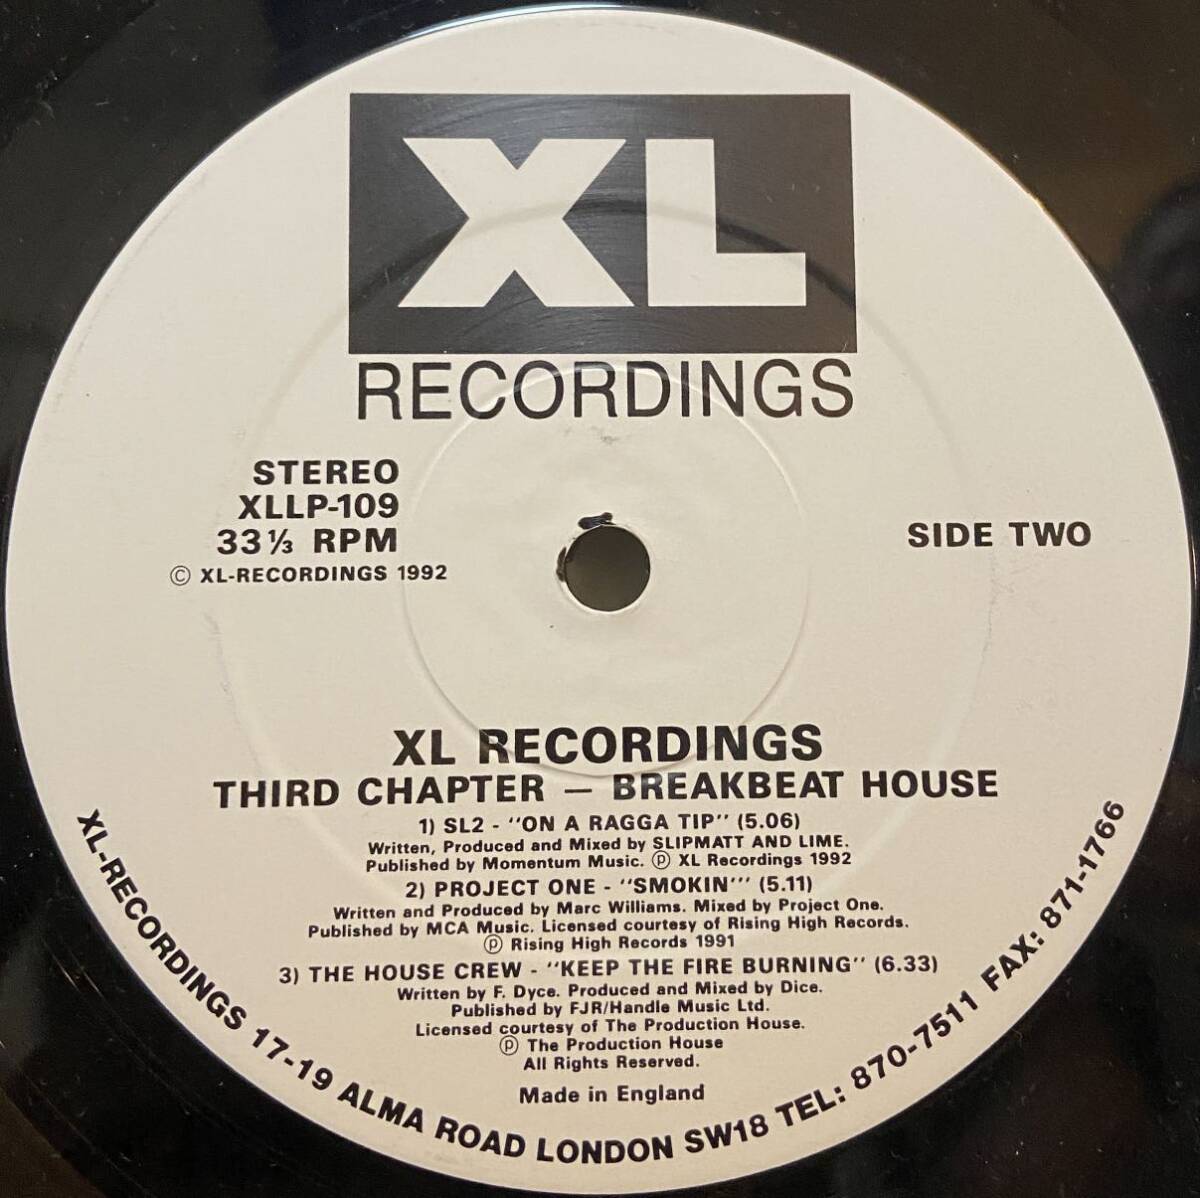 XL
RECORDINGS
STEREO
XLLP-109
33⅓ RPM
© XL-RECORDINGS 1992
SIDE TWO
XL RECORDINGS
THIRD CHAPTER — BREAKBEAT HOUSE
1) SL2 - "ON A RAGGA TIP" (5.06)
Written, Produced and Mixed by SLIPMATT AND LIME.
Published by Momentum Music. ℗ XL Recordings 1992
2) PROJECT ONE - "SMOKIN'" (5.11)
Written and Produced by Marc Williams. Mixed by Project One.
Published by MCA Music. Licensed courtesy of Rising High Records.
℗ Rising High Records 1991
3) THE HOUSE CREW - "KEEP THE FIRE BURNING" (6.33)
Written by F. Dyce. Produced and Mixed by Dice.
Published by FJR/Handle Music Ltd.
Licensed courtesy of The Production House.
℗ The Production House
All Rights Reserved.
Made in England
XL-RECORDINGS 17-19 ALMA ROAD LONDON SW18 TEL: 870-7511 FAX: 871-1766